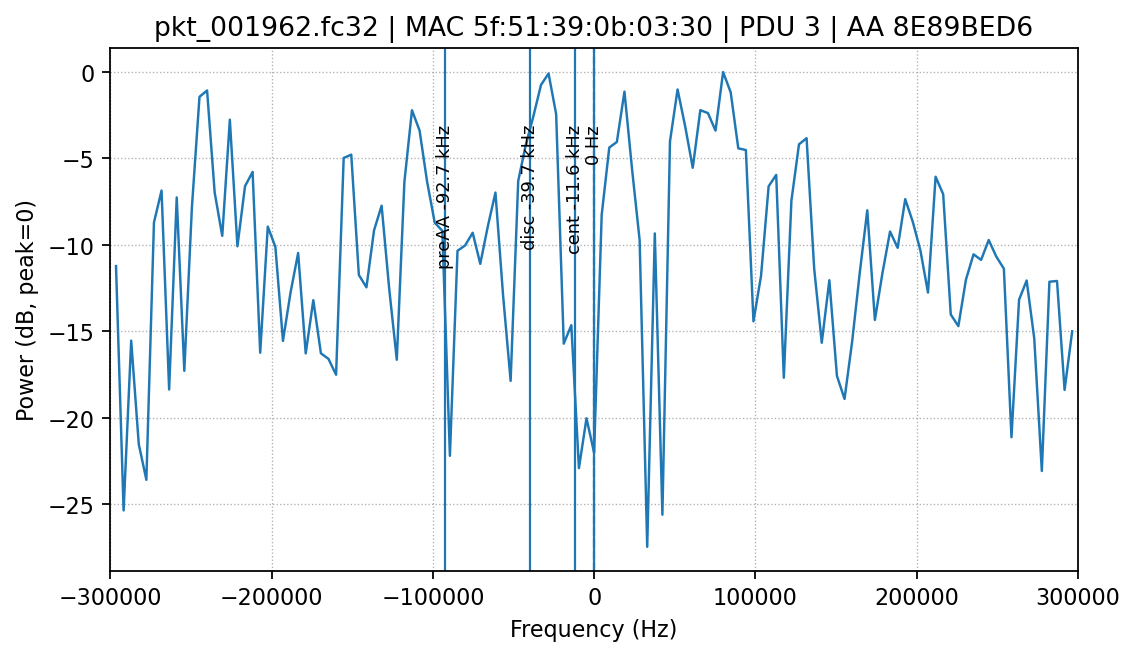 pkt_001962.fc32 | MAC 5f:51:39:0b:03:30 | PDU 3 | AA 8E89BED6
Power (dB, peak=0)
0
−5
−10
−15
−20
−25
preAA -92.7 kHz
disc -39.7 kHz
cent -11.6 kHz
0 Hz
−300000
−200000
−100000
0
100000
200000
300000
Frequency (Hz)